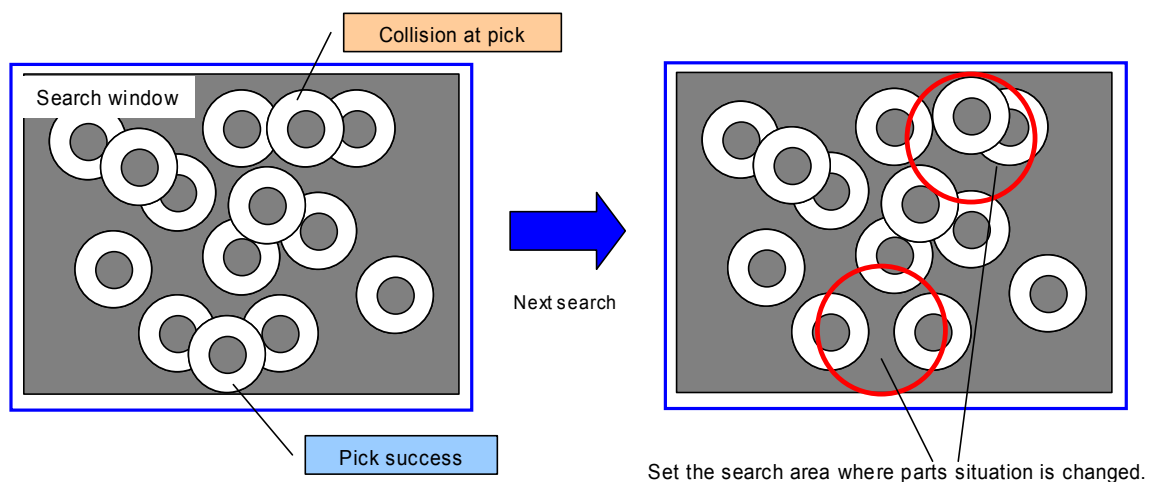 Collision at pick
Search window
Next search
Pick success
Set the search area where parts situation is changed.